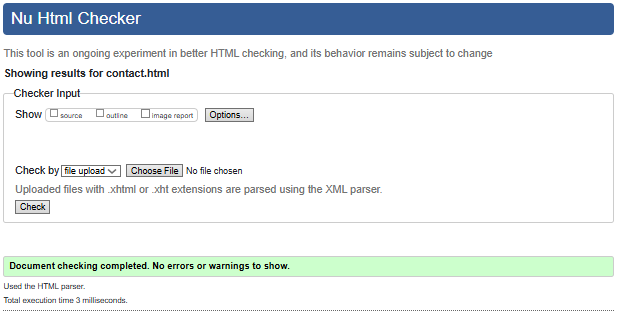 Nu Html Checker
This tool is an ongoing experiment in better HTML checking, and its behavior remains subject to change
Showing results for contact.html
Checker Input
Show source outline image report Options...
Check by file upload Choose File No file chosen
Uploaded files with .xhtml or .xht extensions are parsed using the XML parser.
Check
Document checking completed. No errors or warnings to show.
Used the HTML parser.
Total execution time 3 milliseconds.